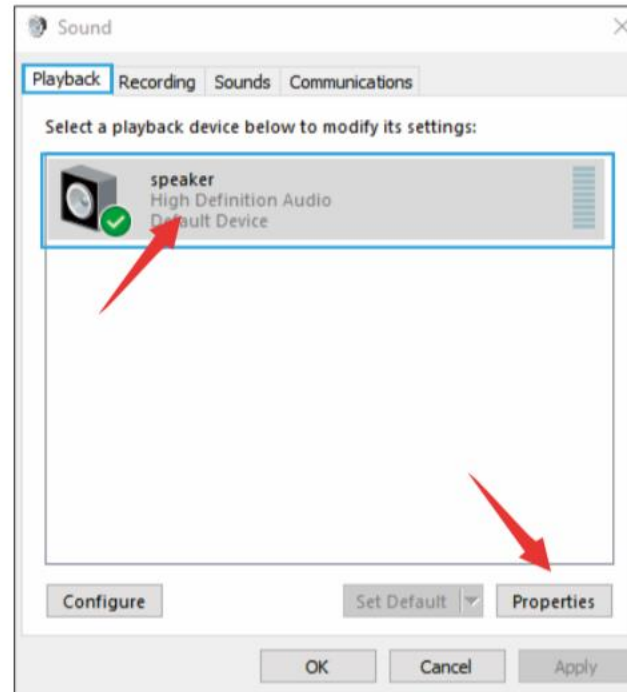 Sound
Playback Recording Sounds Communications
Select a playback device below to modify its settings:
speaker
High Definition Audio
Default Device
Configure Set Default Properties
OK Cancel Apply